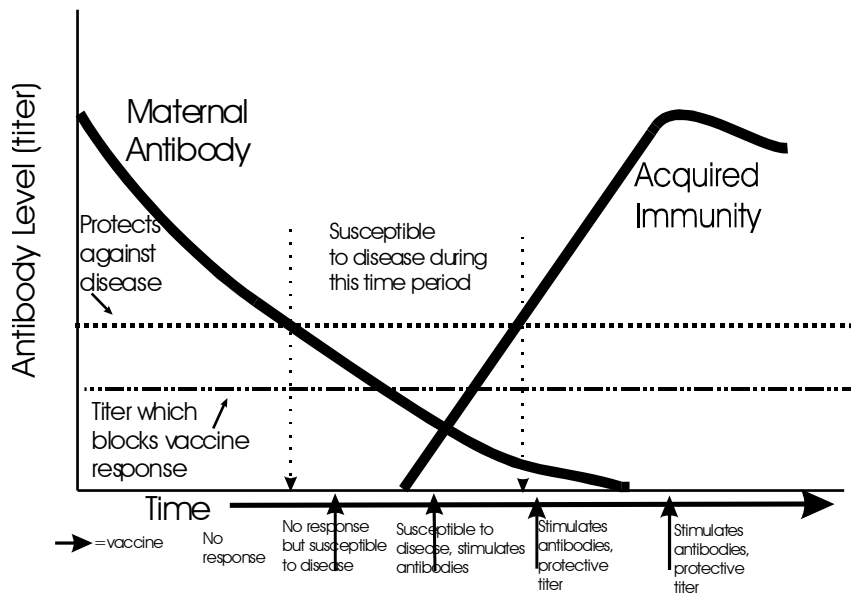 Antibody Level (titer)
Maternal
Antibody
Protects
against
disease
Susceptible
to disease during
this time period
Acquired
Immunity
Titer which
blocks vaccine
response
Time
=vaccine
No
response
No response
but susceptible
to disease
Susceptible to
disease, stimulates
antibodies
Stimulates
antibodies,
protective
titer
Stimulates
antibodies,
protective
titer